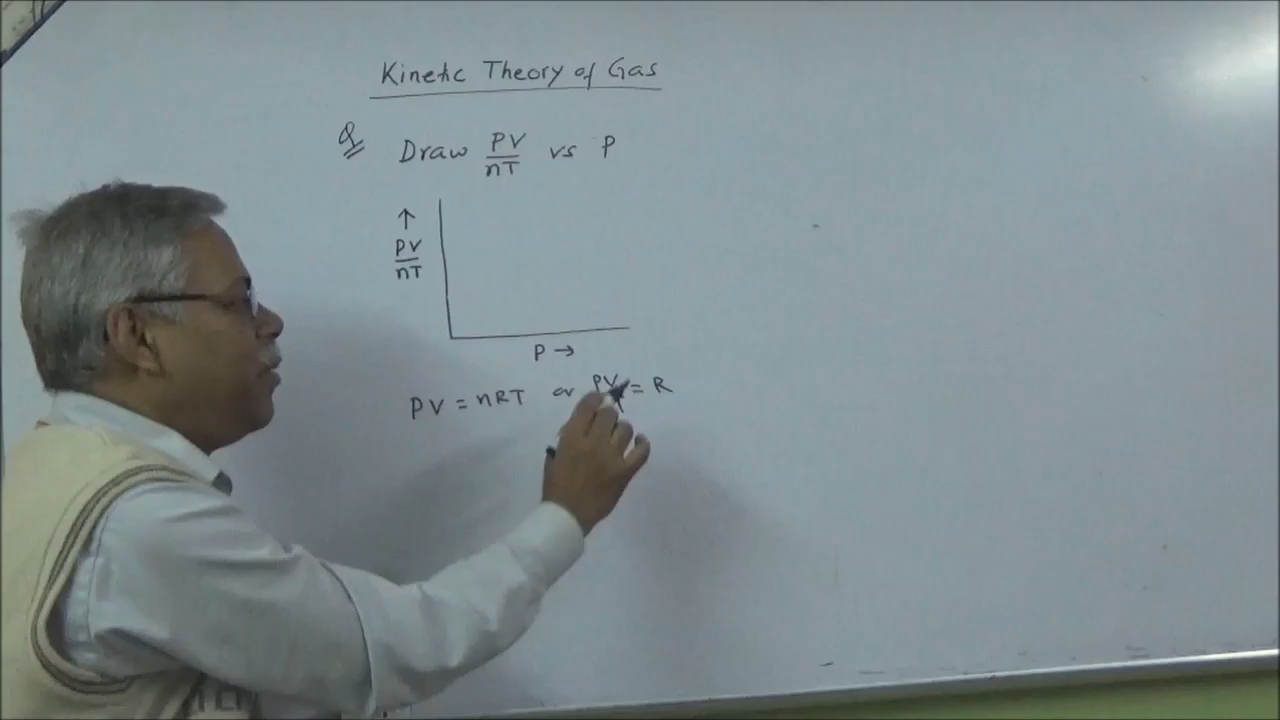 Kinetic Theory of Gas
Q Draw PV/nT vs P
↑
PV/nT
P →
PV = nRT or PV = R